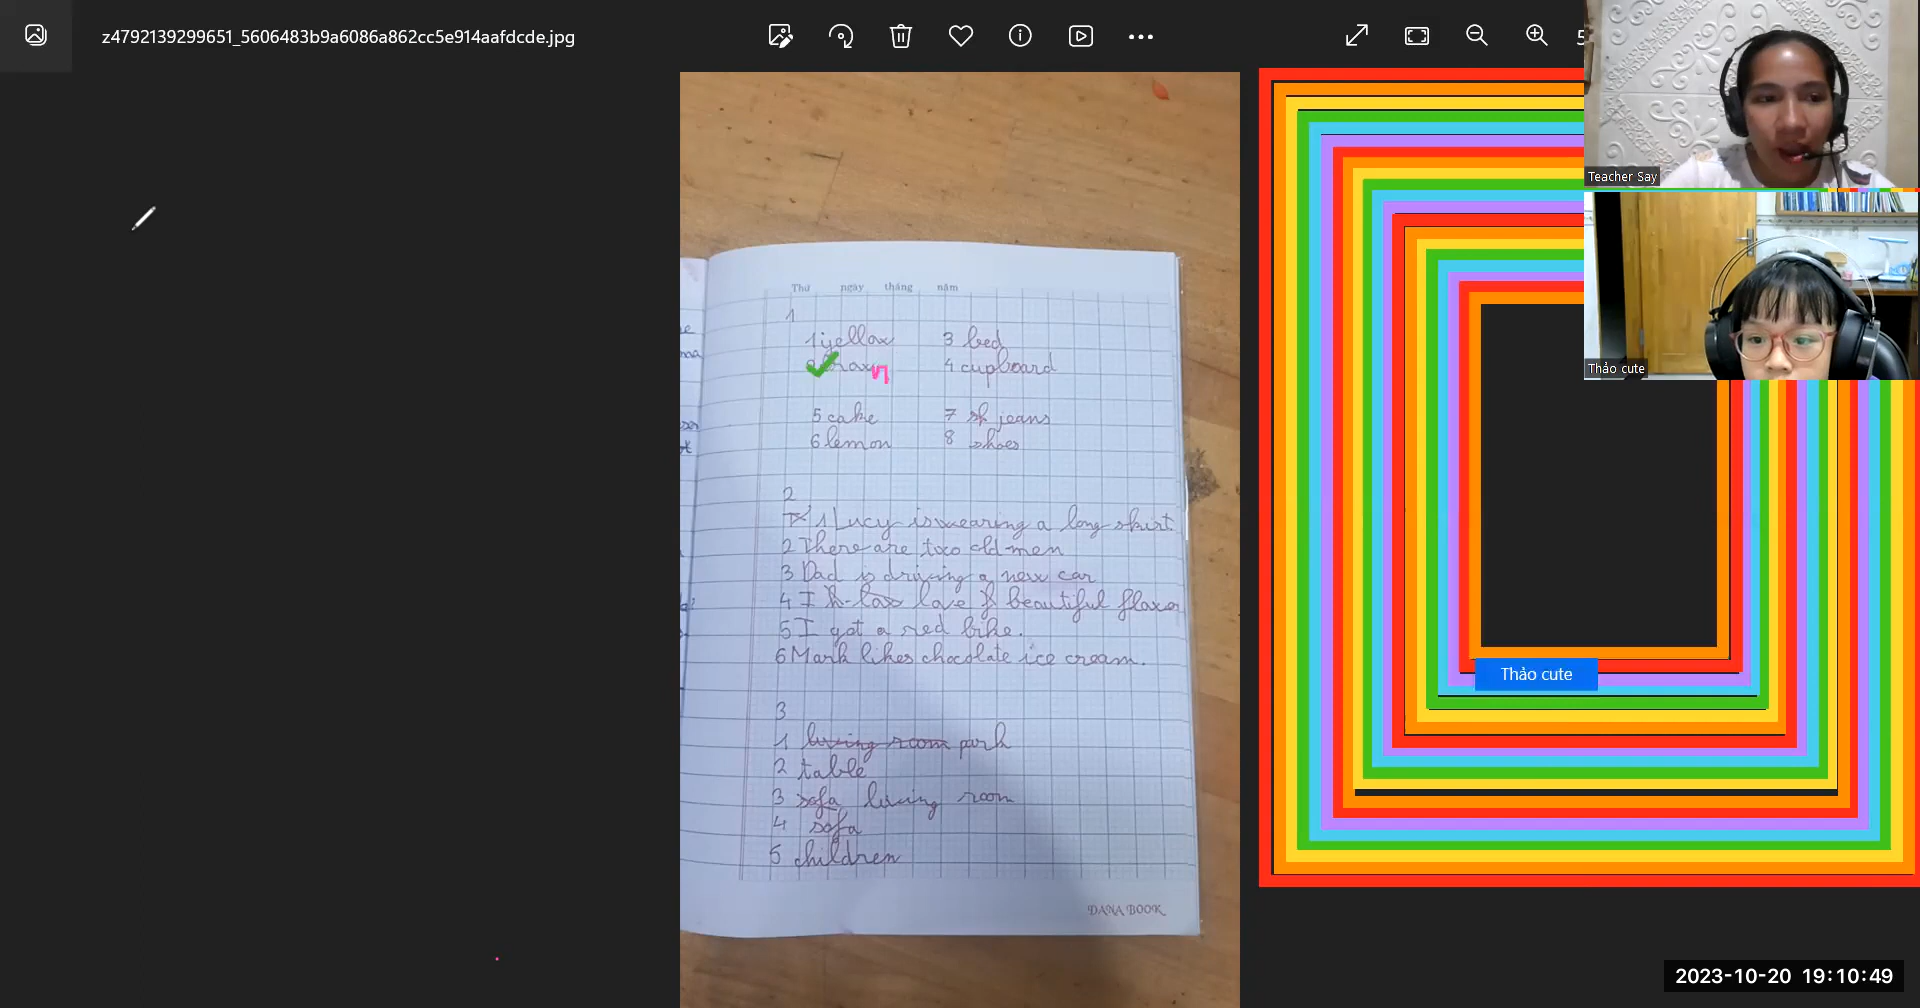 z4792139299651_5606483b9a6086a862cc5e914aafdcde.jpg
Teacher Say
Thảo cute
Thứ ngày tháng năm
1
1 yellow 3 bed
n 4 cupboard
5 cake 7 jeans
6 lemon 8 shoes
2
1 Lucy is wearing a long skirt
2 There are two old men
3 Dad is driving a new car
4 I love beautiful
5 I got a red bike.
6 Mark likes chocolate ice cream.
3
1 living room park
2 table
3 sofa living room
4 sofa
5 children
DANA BOOK
Thảo cute
2023-10-20 19:10:49